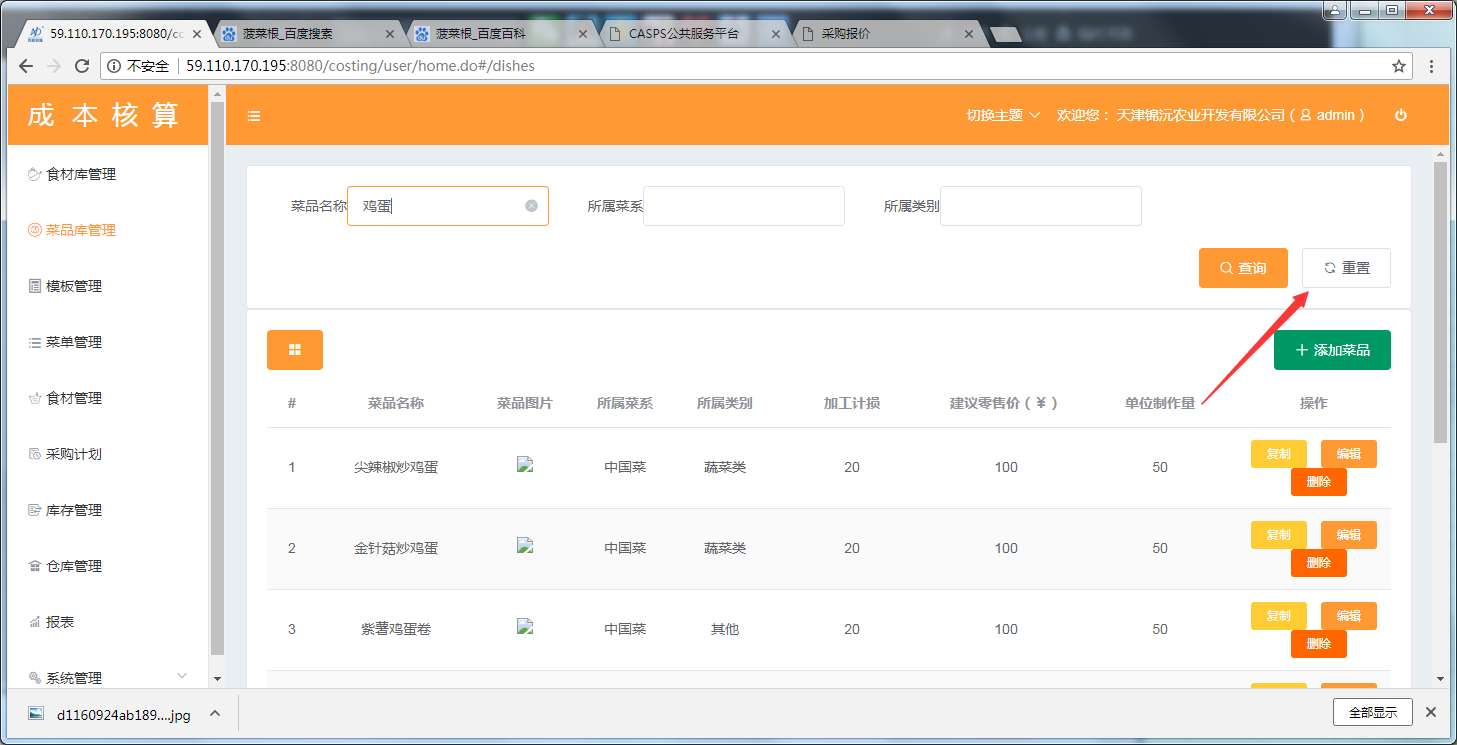 59.110.170.195:8080/cc
菠菜根_百度搜索
菠菜根_百度百科
CASPS公共服务平台
采购报价
不安全
59.110.170.195:8080/costing/user/home.do#/dishes
成 本 核 算
切换主题
欢迎您： 天津锦沅农业开发有限公司 ( admin )
食材库管理
菜品库管理
模板管理
菜单管理
食材管理
采购计划
库存管理
仓库管理
报表
系统管理
菜品名称 鸡蛋
所属菜系
所属类别
查询
重置
添加菜品
# 菜品名称 菜品图片 所属菜系 所属类别 加工计损 建议零售价 ( ¥ ) 单位制作量 操作
1 尖辣椒炒鸡蛋 中国菜 蔬菜类 20 100 50 复制 编辑
删除
2 金针菇炒鸡蛋 中国菜 蔬菜类 20 100 50 复制 编辑
删除
3 紫薯鸡蛋卷 中国菜 其他 20 100 50 复制 编辑
删除
d1160924ab189....jpg
全部显示